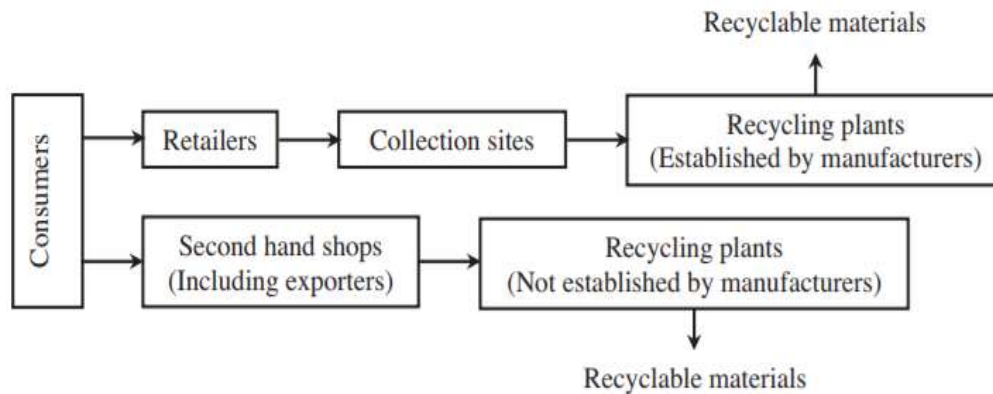 Recyclable materials
Consumers
Retailers
Collection sites
Recycling plants
(Established by manufacturers)
Second hand shops
(Including exporters)
Recycling plants
(Not established by manufacturers)
Recyclable materials